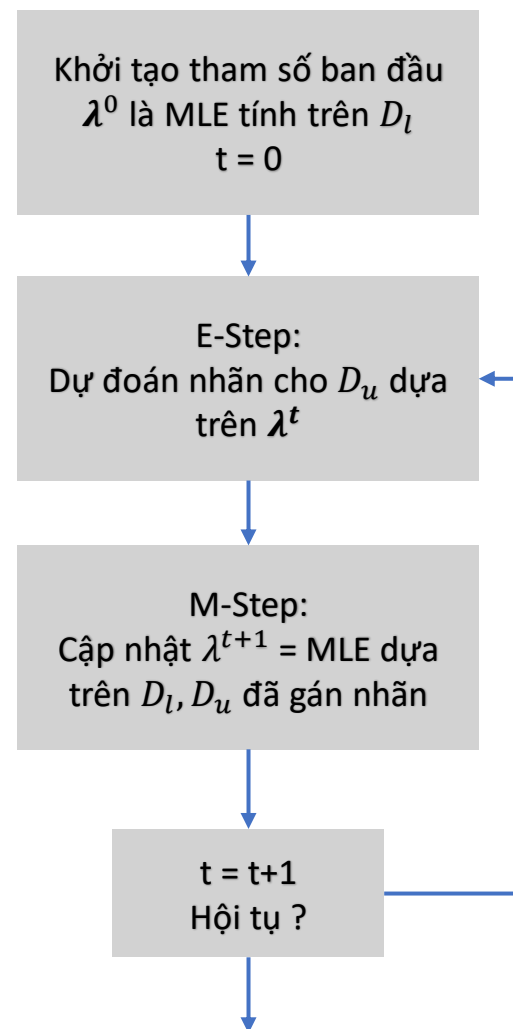 Khởi tạo tham số ban đầu
λ⁰ là MLE tính trên Dₗ
t = 0
E-Step:
Dự đoán nhãn cho Dᵤ dựa
trên λᵗ
M-Step:
Cập nhật λᵗ⁺¹ = MLE dựa
trên Dₗ, Dᵤ đã gán nhãn
t = t+1
Hội tụ ?